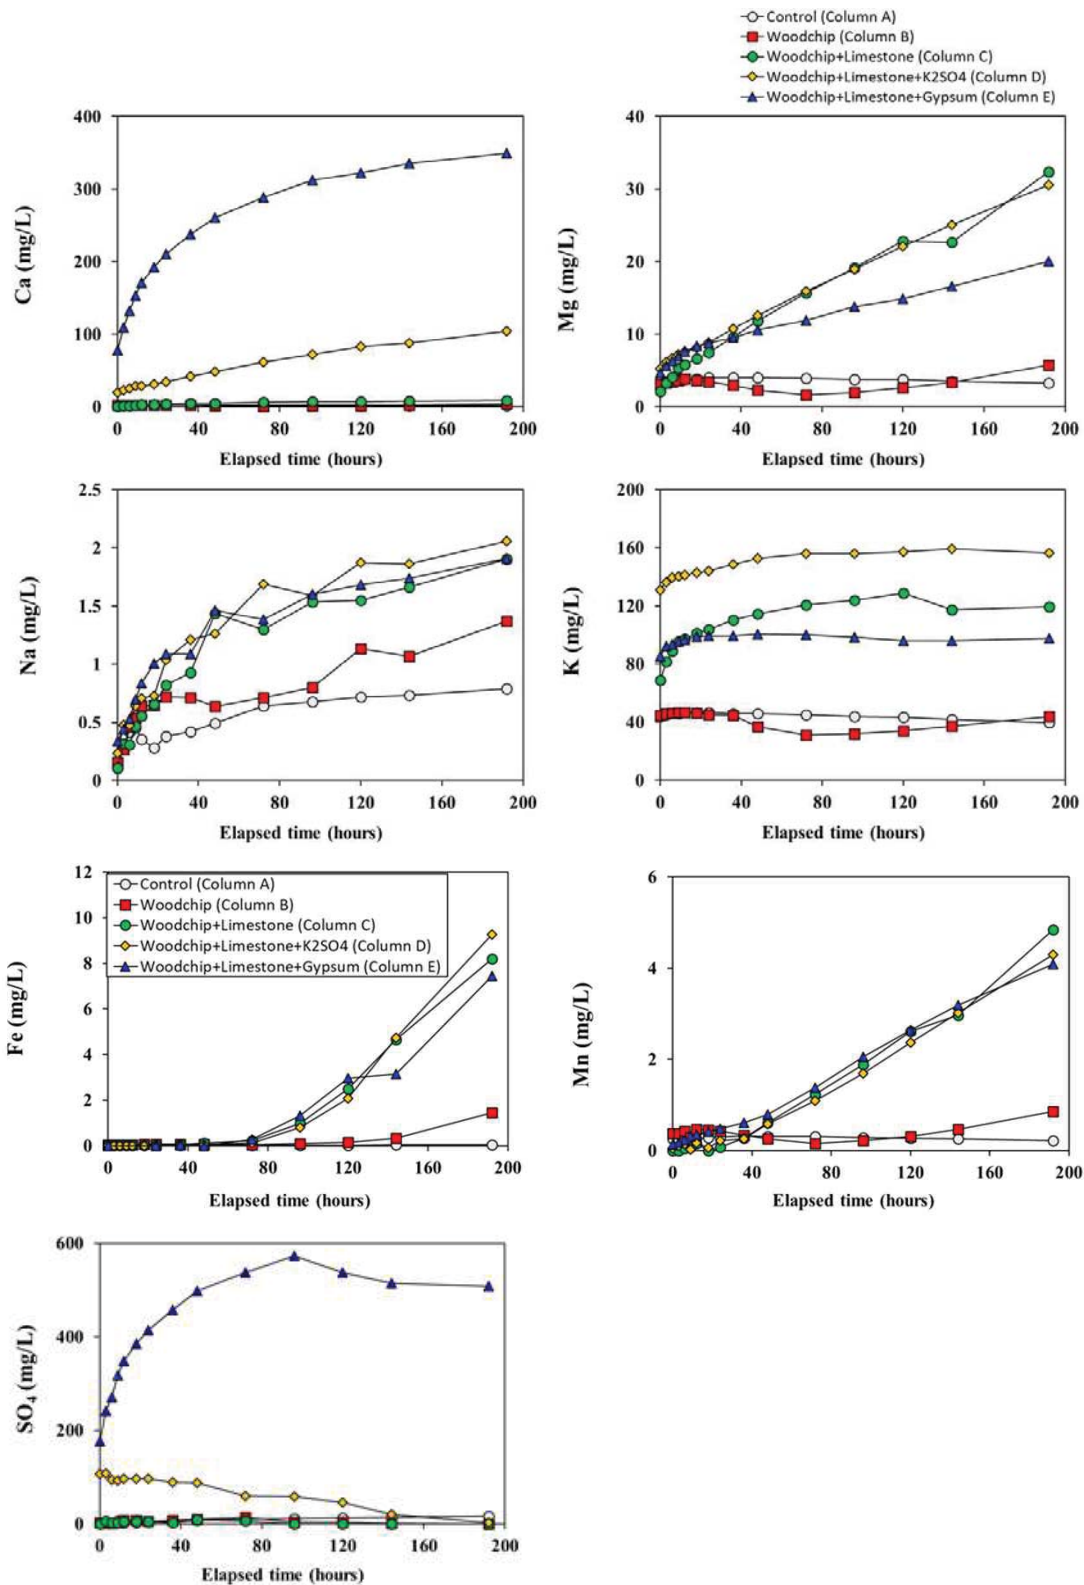 Control (Column A)
Woodchip (Column B)
Woodchip+Limestone (Column C)
Woodchip+Limestone+K2SO4 (Column D)
Woodchip+Limestone+Gypsum (Column E)
Ca (mg/L)
400
300
200
100
0
0 40 80 120 160 200
Elapsed time (hours)
Mg (mg/L)
40
30
20
10
0
0 40 80 120 160 200
Elapsed time (hours)
Na (mg/L)
2.5
2
1.5
1
0.5
0
0 40 80 120 160 200
Elapsed time (hours)
K (mg/L)
200
160
120
80
40
0
0 40 80 120 160 200
Elapsed time (hours)
Fe (mg/L)
12
10
8
6
4
2
0
Control (Column A)
Woodchip (Column B)
Woodchip+Limestone (Column C)
Woodchip+Limestone+K2SO4 (Column D)
Woodchip+Limestone+Gypsum (Column E)
0 40 80 120 160 200
Elapsed time (hours)
Mn (mg/L)
6
4
2
0
0 40 80 120 160 200
Elapsed time (hours)
SO4 (mg/L)
600
400
200
0
0 40 80 120 160 200
Elapsed time (hours)